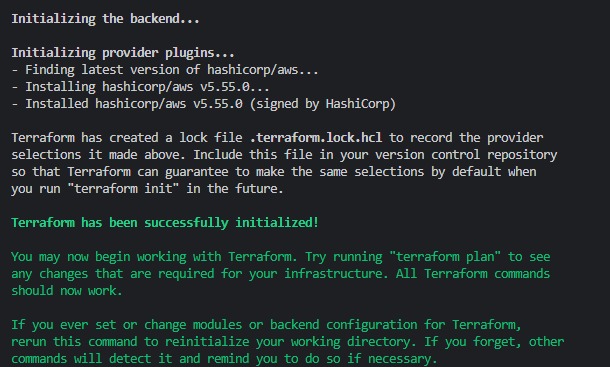 Initializing the backend...
Initializing provider plugins...
- Finding latest version of hashicorp/aws...
- Installing hashicorp/aws v5.55.0...
- Installed hashicorp/aws v5.55.0 (signed by HashiCorp)
Terraform has created a lock file .terraform.lock.hcl to record the provider
selections it made above. Include this file in your version control repository
so that Terraform can guarantee to make the same selections by default when
you run "terraform init" in the future.
Terraform has been successfully initialized!
You may now begin working with Terraform. Try running "terraform plan" to see
any changes that are required for your infrastructure. All Terraform commands
should now work.
If you ever set or change modules or backend configuration for Terraform,
rerun this command to reinitialize your working directory. If you forget, other
commands will detect it and remind you to do so if necessary.